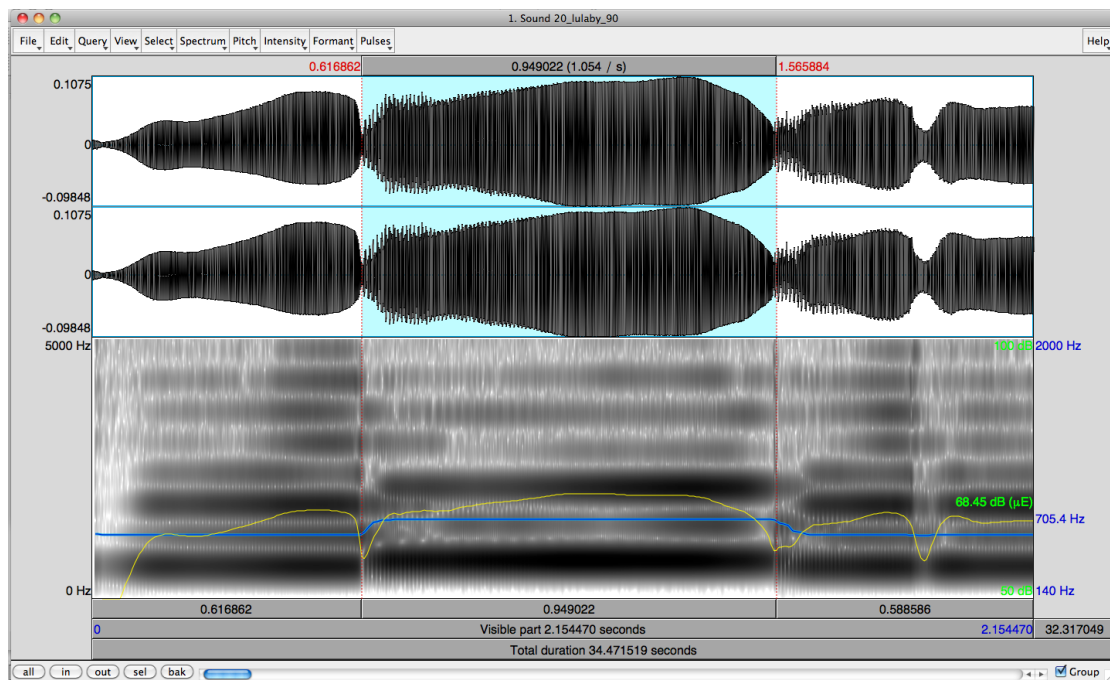 1. Sound 20_lulaby_90
File Edit Query View Select Spectrum Pitch Intensity Formant Pulses Help
0.616862 0.949022 (1.054 / s) 1.565884
0.1075
0
-0.09848
0.1075
0
-0.09848
5000 Hz 100 dB 2000 Hz
68.45 dB (µE)
705.4 Hz
0 Hz 50 dB 140 Hz
0.616862 0.949022 0.588586
0 Visible part 2.154470 seconds 2.154470 32.317049
Total duration 34.471519 seconds
all in out sel bak Group